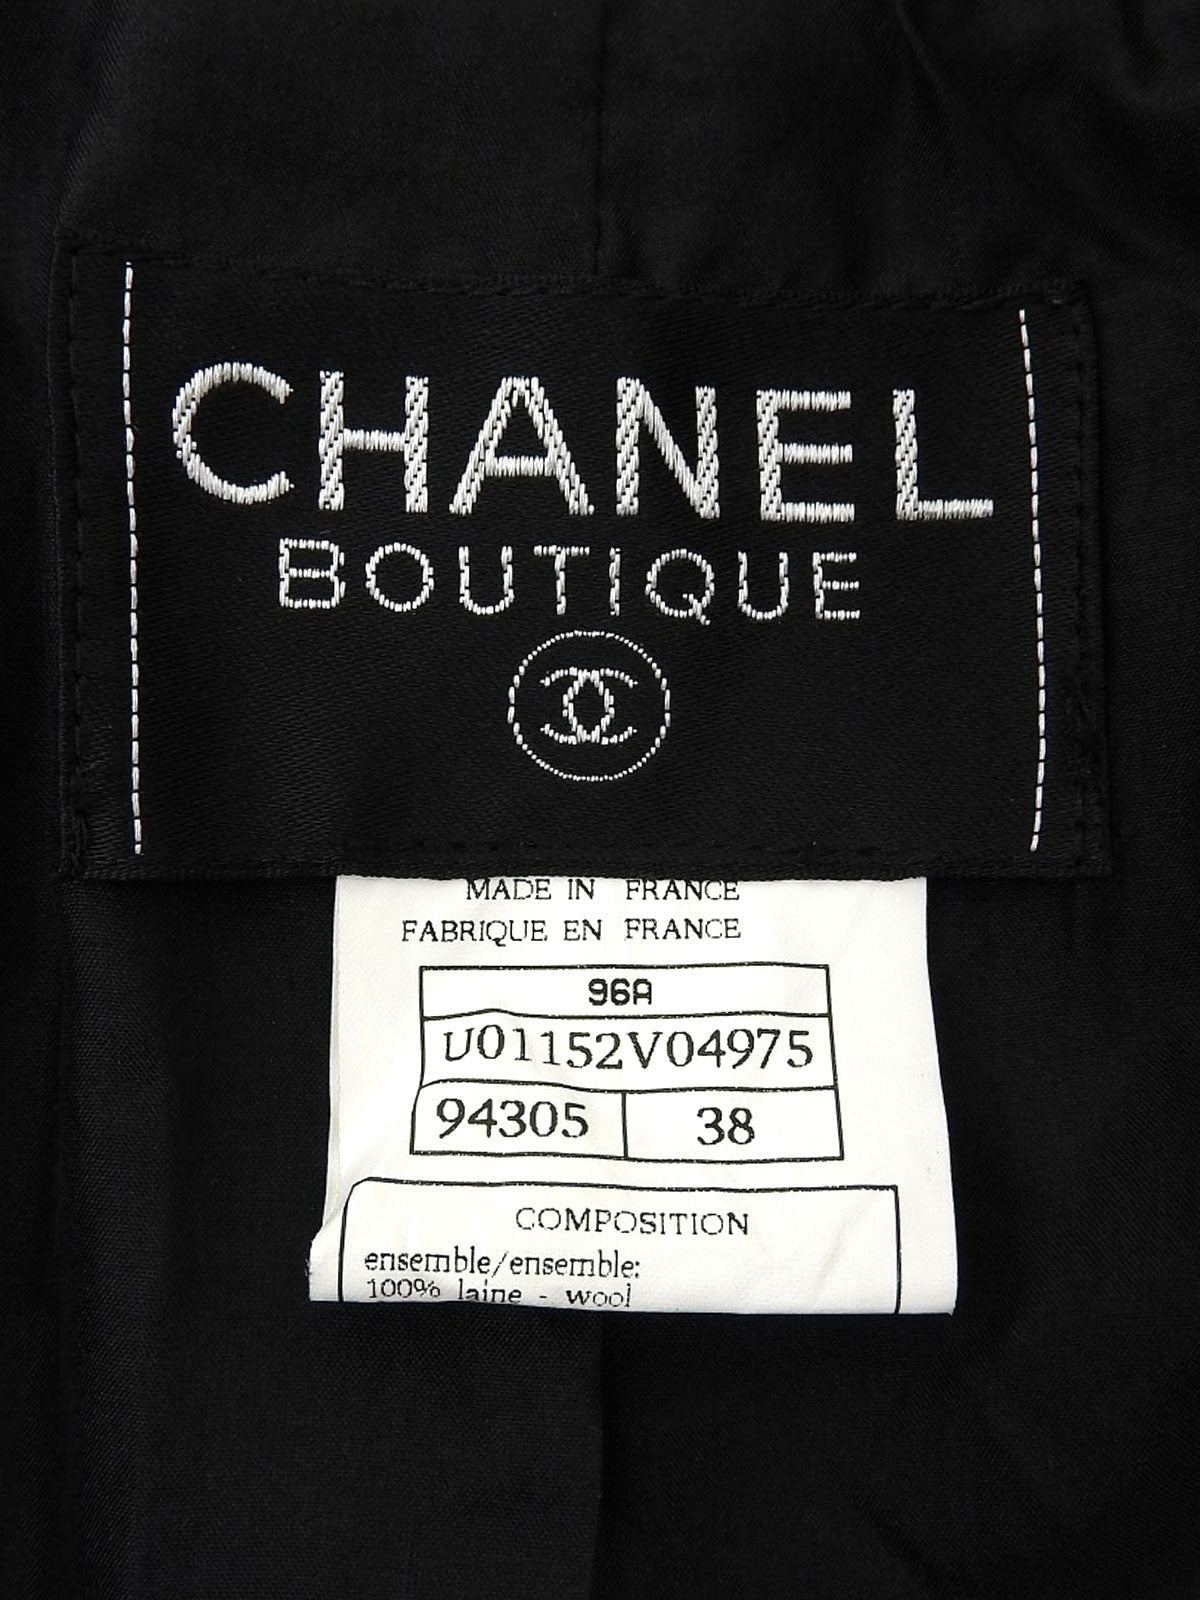 CHANEL
BOUTIQUE
MADE IN FRANCE
FABRIQUE EN FRANCE
96A
U01152V04975
94305 38
COMPOSITION
ensemble/ensemble:
100% laine - wool